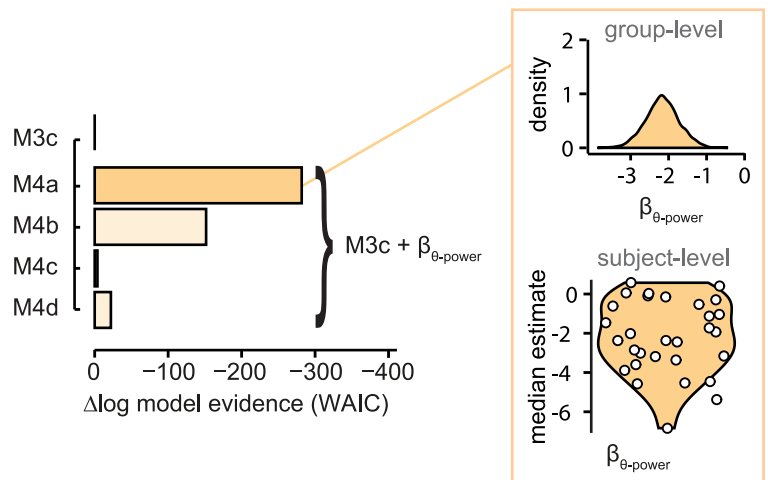 M3c
M4a
M4b
M4c
M4d
M3c + βθ-power
0 −100 −200 −300 −400
Δlog model evidence (WAIC)
group-level
density
2
1
0
-3 -2 -1 0
βθ-power
subject-level
median estimate
0
-2
-4
-6
βθ-power